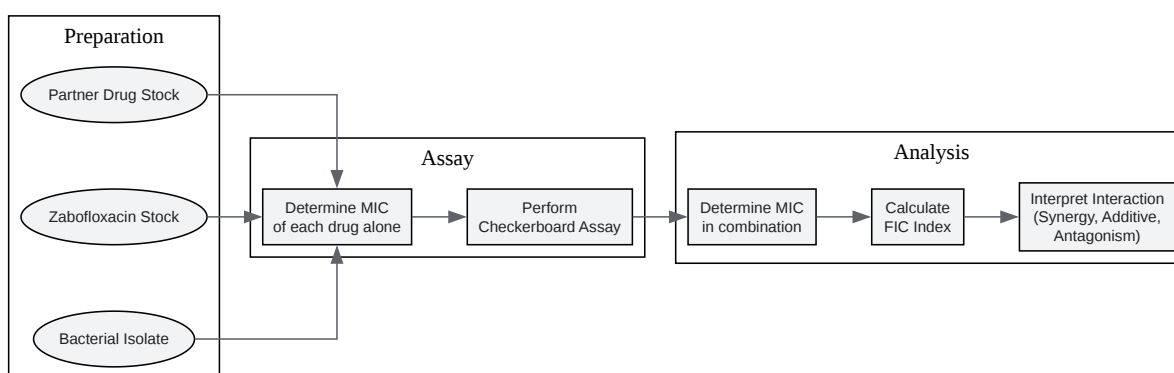 Preparation
Partner Drug Stock
Zabofloxacin Stock
Bacterial Isolate
Assay
Determine MIC
of each drug alone
Perform
Checkerboard Assay
Analysis
Determine MIC
in combination
Calculate
FIC Index
Interpret Interaction
(Synergy, Additive,
Antagonism)